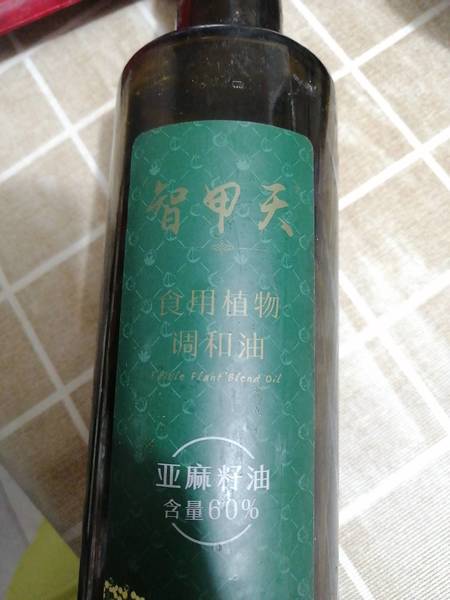 智甲天
食用植物
调和油
Edible Plant Blend Oil
亚麻籽油
含量60%